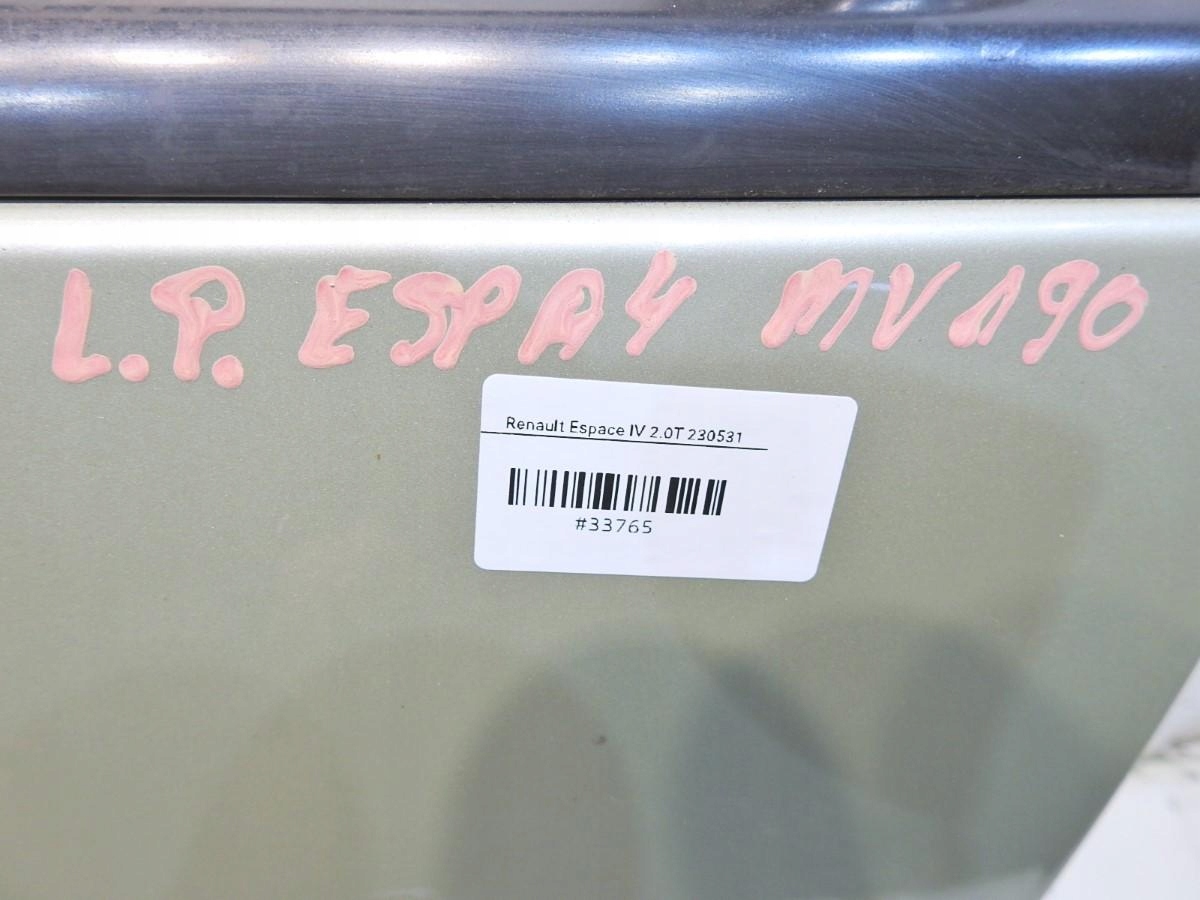 L.P. ESPA4 MV190
Renault Espace IV 2.0T 230531
#33765